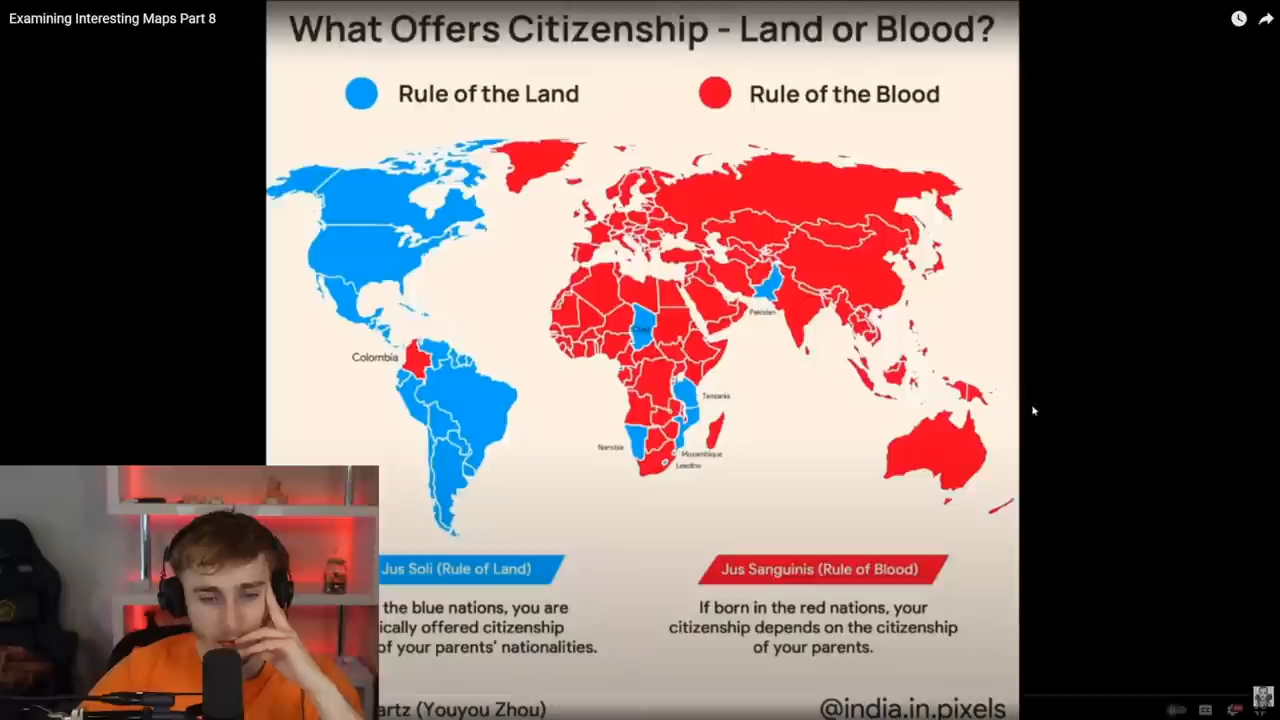 Examining Interesting Maps Part 8
What Offers Citizenship - Land or Blood?
Rule of the Land
Rule of the Blood
Pakistan
Chad
Colombia
Tanzania
Namibia
Mozambique
Lesotho
Jus Soli (Rule of Land)
Jus Sanguinis (Rule of Blood)
the blue nations, you are
ically offered citizenship
of your parents' nationalities.
If born in the red nations, your
citizenship depends on the citizenship
of your parents.
artz (Youyou Zhou)
@india.in.pixels